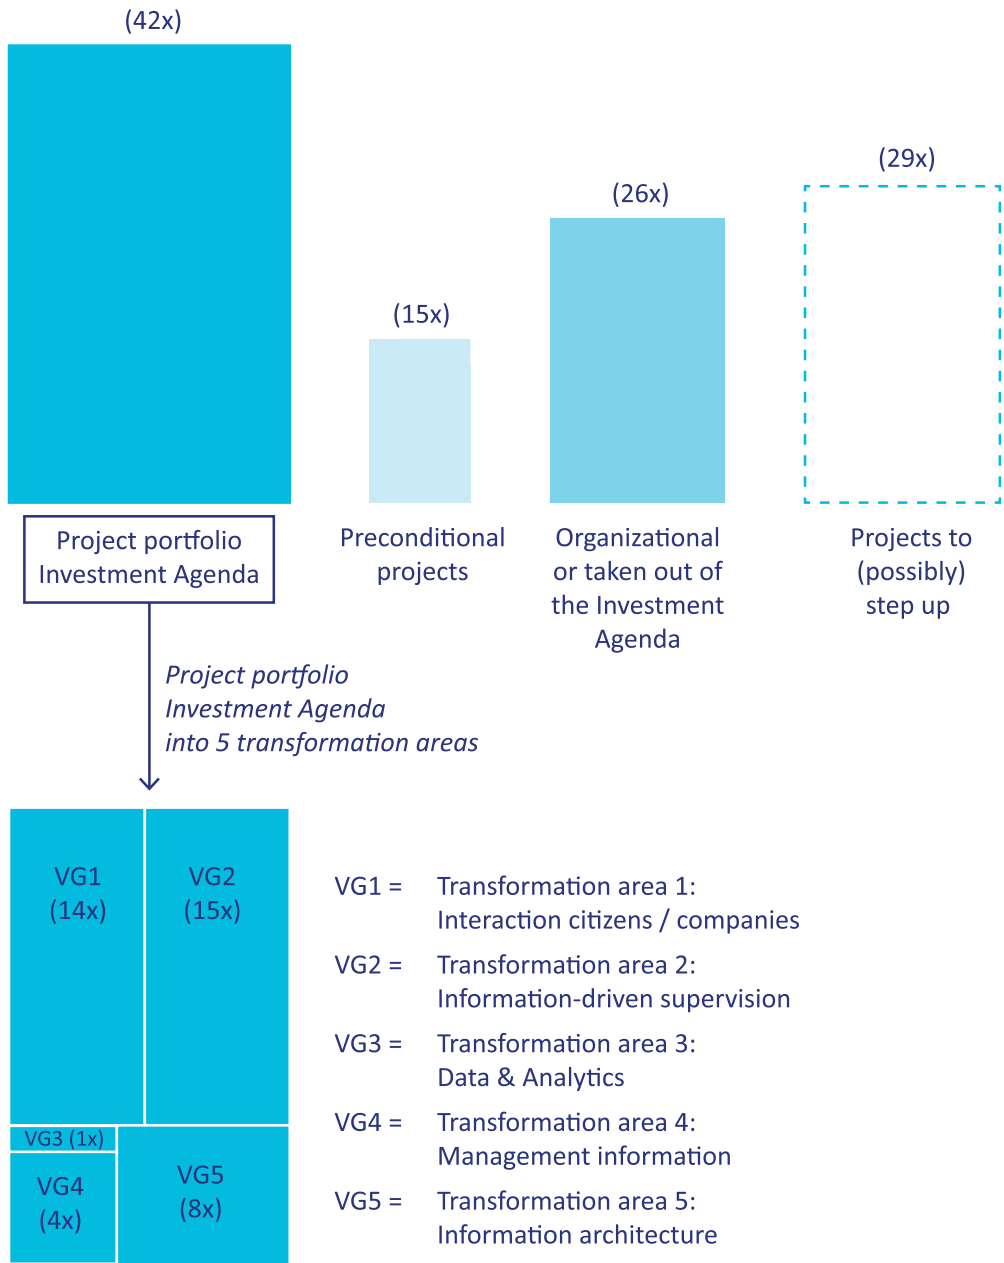 (42x)
(29x)
(26x)
(15x)
Project portfolio
Investment Agenda
Preconditional
projects
Organizational
or taken out of
the Investment
Agenda
Projects to
(possibly)
step up
Project portfolio
Investment Agenda
into 5 transformation areas
VG1
(14x)
VG2
(15x)
VG3 (1x)
VG4
(4x)
VG5
(8x)
VG1 = Transformation area 1:
Interaction citizens / companies
VG2 = Transformation area 2:
Information-driven supervision
VG3 = Transformation area 3:
Data & Analytics
VG4 = Transformation area 4:
Management information
VG5 = Transformation area 5:
Information architecture